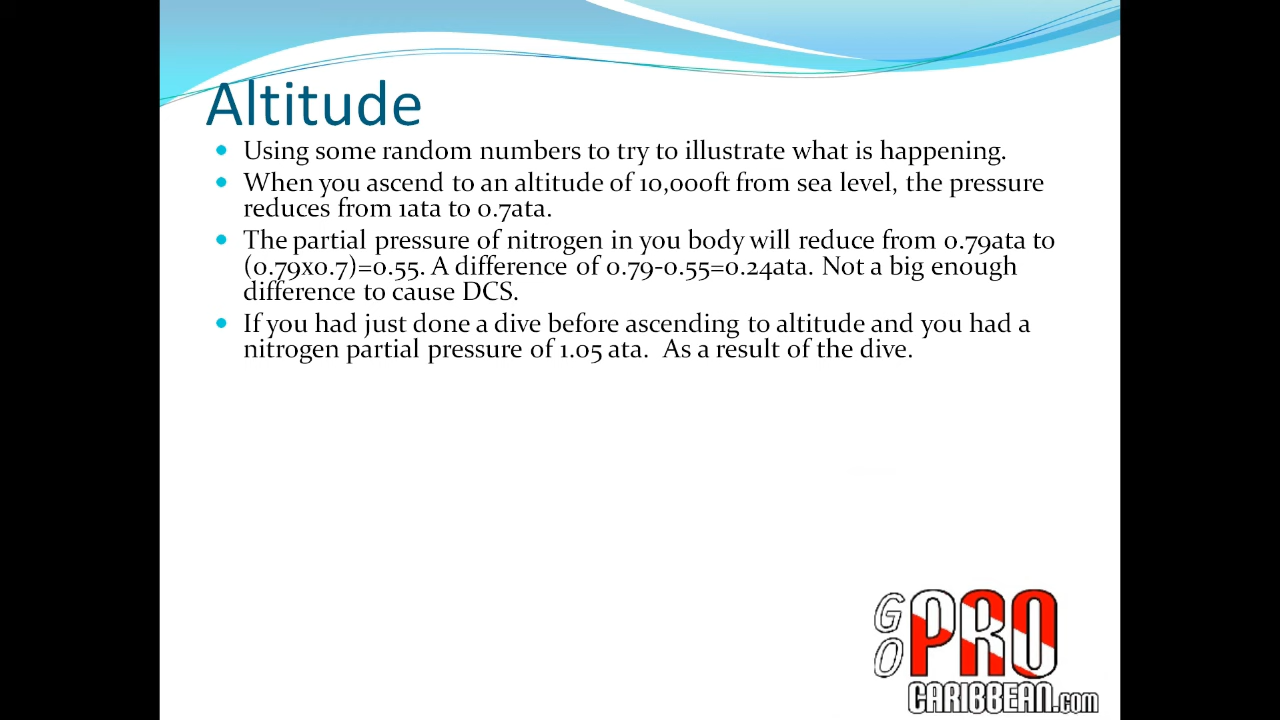 Altitude
Using some random numbers to try to illustrate what is happening.
When you ascend to an altitude of 10,000ft from sea level, the pressure
reduces from 1ata to 0.7ata.
The partial pressure of nitrogen in you body will reduce from 0.79ata to
(0.79x0.7)=0.55. A difference of 0.79-0.55=0.24ata. Not a big enough
difference to cause DCS.
If you had just done a dive before ascending to altitude and you had a
nitrogen partial pressure of 1.05 ata.  As a result of the dive.
GO PRO
CARIBBEAN.com